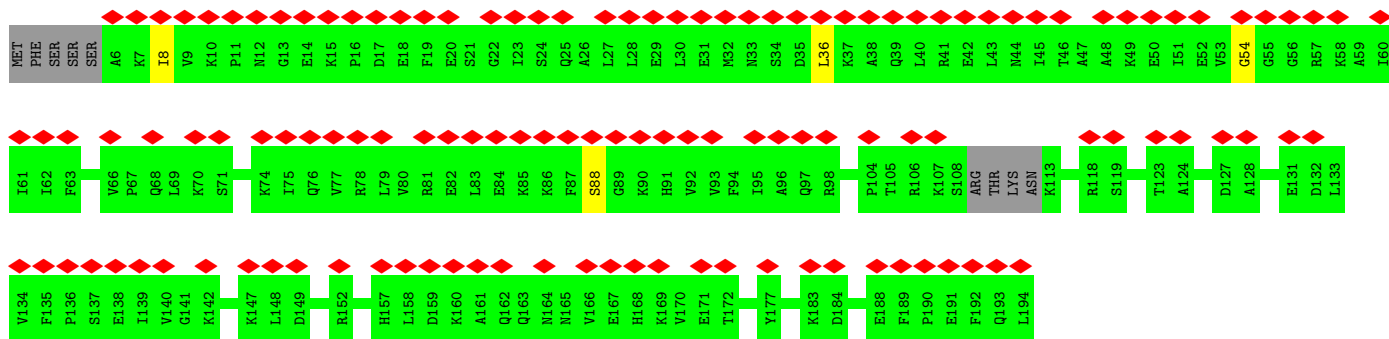 MET PHE SER SER SER A6 K7 I8 V9 K10 P11 N12 G13 E14 K15 P16 D17 E18 F19 E20 S21 G22 I23 S24 Q25 A26 L27 L28 E29 L30 E31 M32 N33 S34 D35 L36 K37 A38 Q39 L40 R41 E42 L43 N44 I45 T46 A47 A48 K49 E50 I51 E52 V53 G54 G55 G56 R57 K58 A59 I60
I61 I62 F63 V66 P67 Q68 L69 K70 S71 K74 I75 Q76 V77 R78 L79 V80 R81 E82 L83 E84 K85 K86 F87 S88 G89 K90 H91 V92 V93 F94 I95 A96 Q97 R98 P104 T105 R106 K107 S108 ARG THR LYS ASN K113 R118 S119 T123 A124 D127 A128 E131 D132 L133
V134 F135 P136 S137 E138 I139 V140 G141 K142 K147 L148 D149 R152 H157 L158 D159 K160 A161 Q162 Q163 N164 N165 V166 E167 H168 K169 V170 E171 T172 Y177 K183 D184 E188 F189 P190 E191 F192 Q193 L194